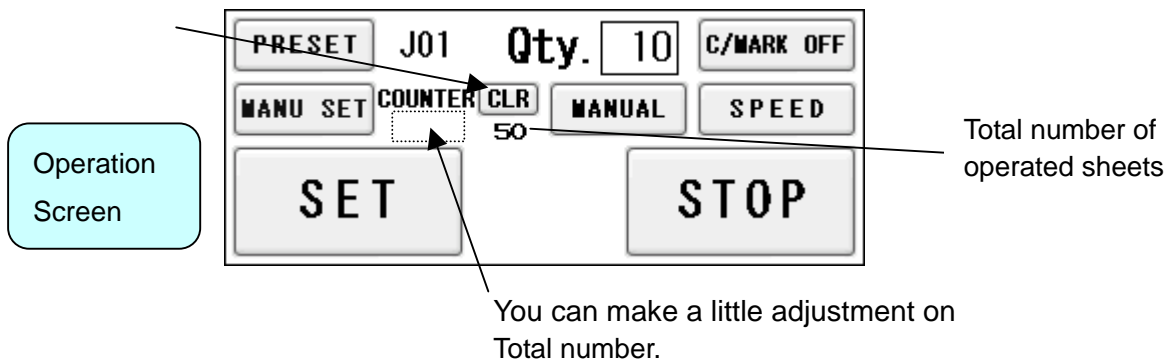 PRESET J01 Qty. 10 C/MARK OFF
MANU SET COUNTER CLR MANUAL SPEED
50
Total number of
operated sheets
Operation
Screen
SET STOP
You can make a little adjustment on
Total number.